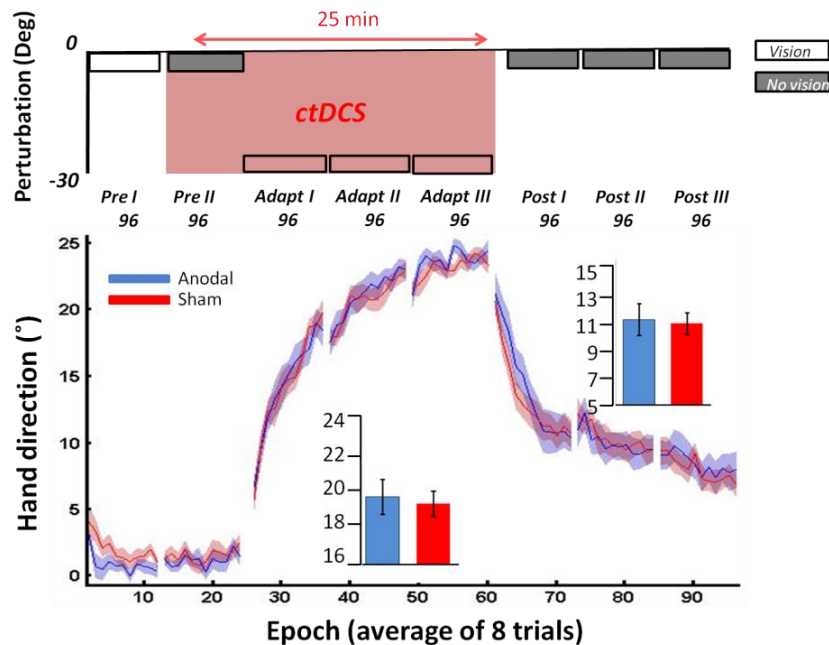 25 min
Perturbation (Deg)
0
-30
ctDCS
Vision
No vision
Pre I Pre II Adapt I Adapt II Adapt III Post I Post II Post III
96 96 96 96 96 96 96 96
Hand direction (˚)
25
20
15
10
5
0
Anodal
Sham
24
22
20
18
16
15
13
11
9
7
5
10 20 30 40 50 60 70 80 90
Epoch (average of 8 trials)